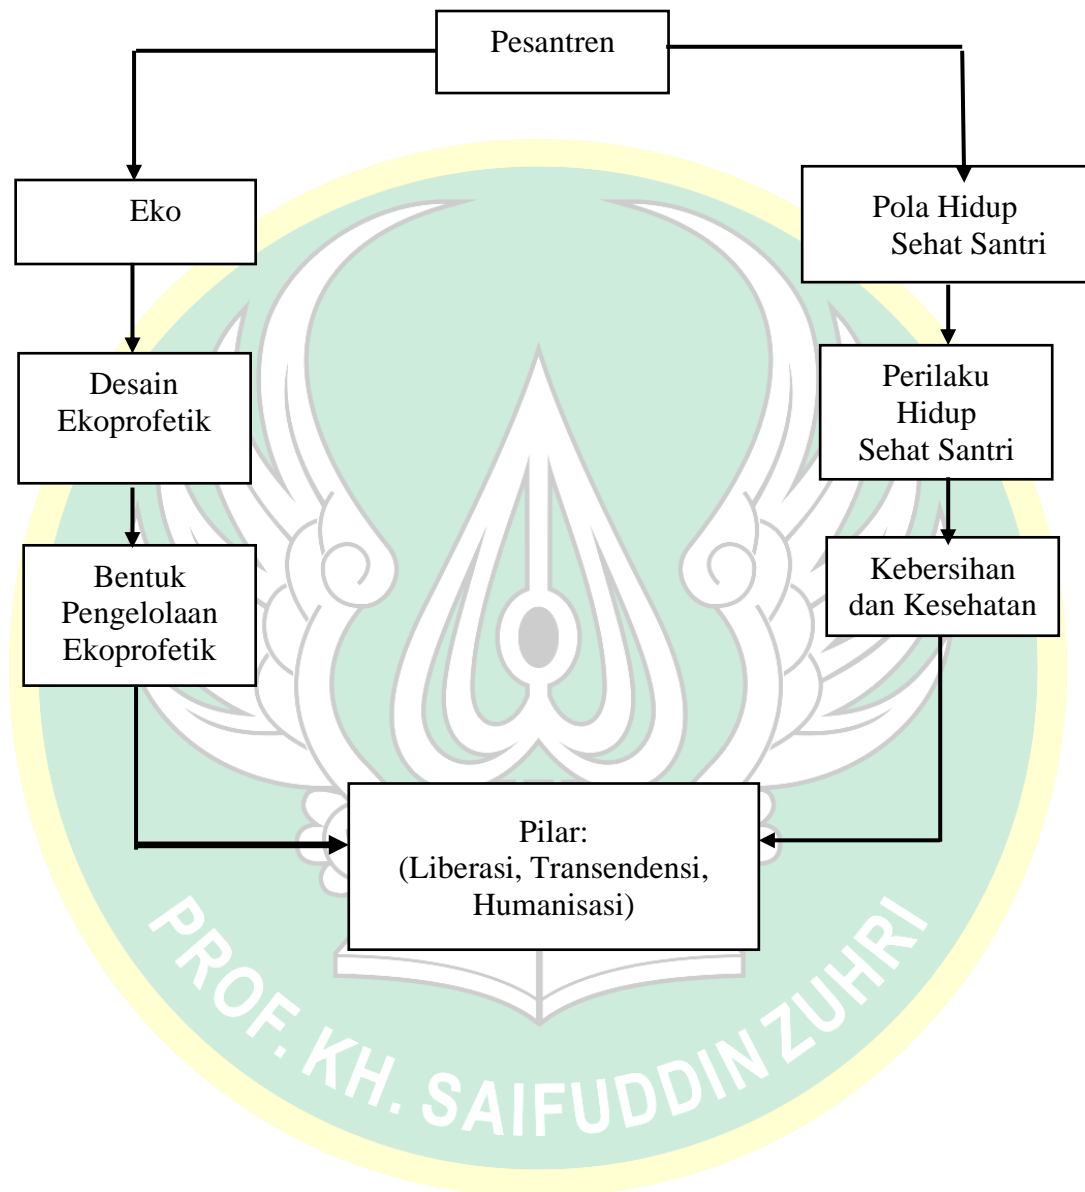 Pesantren
Eko
Pola Hidup
Sehat Santri
Desain
Ekoprofetik
Perilaku
Hidup
Sehat Santri
Bentuk
Pengelolaan
Ekoprofetik
Kebersihan
dan Kesehatan
Pilar:
(Liberasi, Transendensi,
Humanisasi)
PROF. KH. SAIFUDDIN ZUHRI